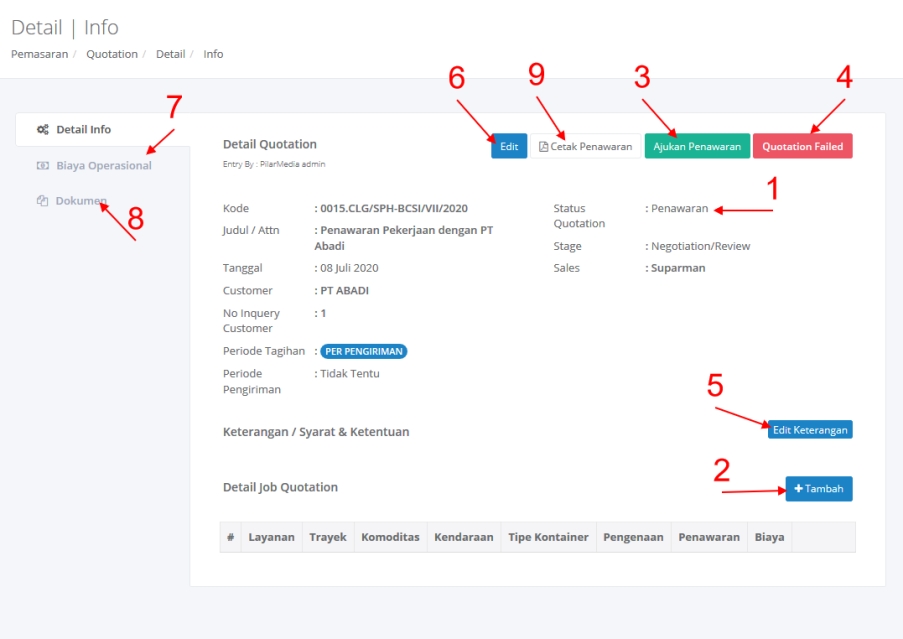 Detail | Info
Pemasaran / Quotation / Detail / Info
6 9 3 4
7
Detail Info
Biaya Operasional
Dokumen
8
Detail Quotation
Entry By : PilarMedia admin
Edit Cetak Penawaran Ajukan Penawaran Quotation Failed
1
Kode : 0015.CLG/SPH-BCSI/VII/2020
Judul / Attn : Penawaran Pekerjaan dengan PT
Abadi
Tanggal : 08 Juli 2020
Customer : PT ABADI
No Inquery : 1
Customer
Periode Tagihan : PER PENGIRIMAN
Periode : Tidak Tentu
Pengiriman
Status : Penawaran
Quotation
Stage : Negotiation/Review
Sales : Suparman
5
Keterangan / Syarat & Ketentuan Edit Keterangan
2
Detail Job Quotation + Tambah
# Layanan Trayek Komoditas Kendaraan Tipe Kontainer Pengenaan Penawaran Biaya